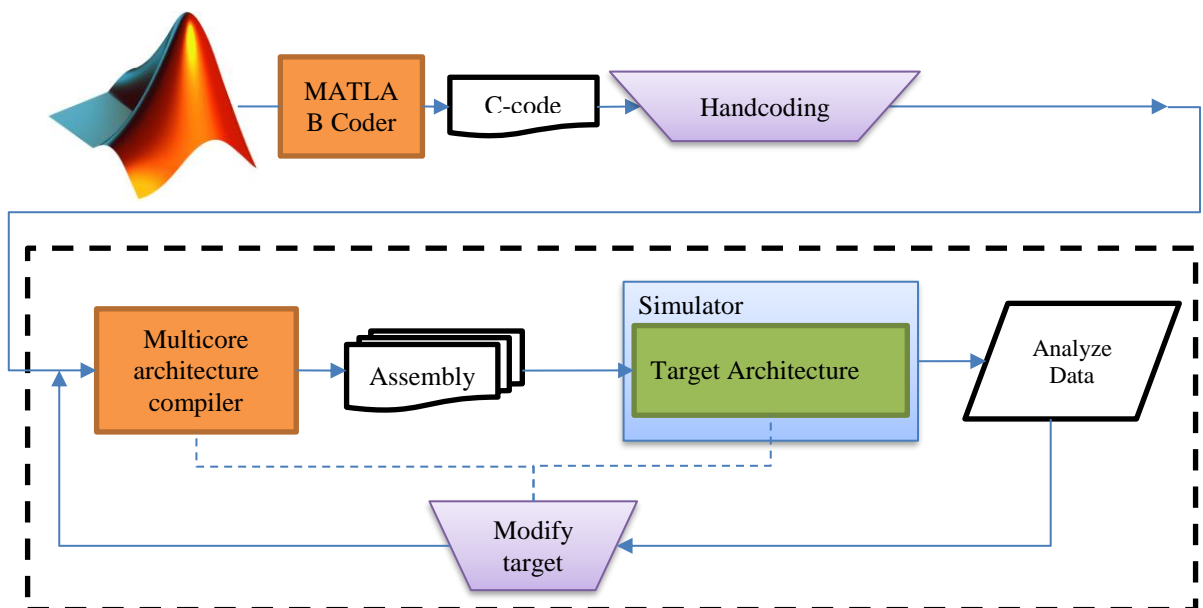 MATLA
B Coder
C-code
Handcoding
Simulator
Multicore
architecture
compiler
Assembly
Target Architecture
Analyze
Data
Modify
target